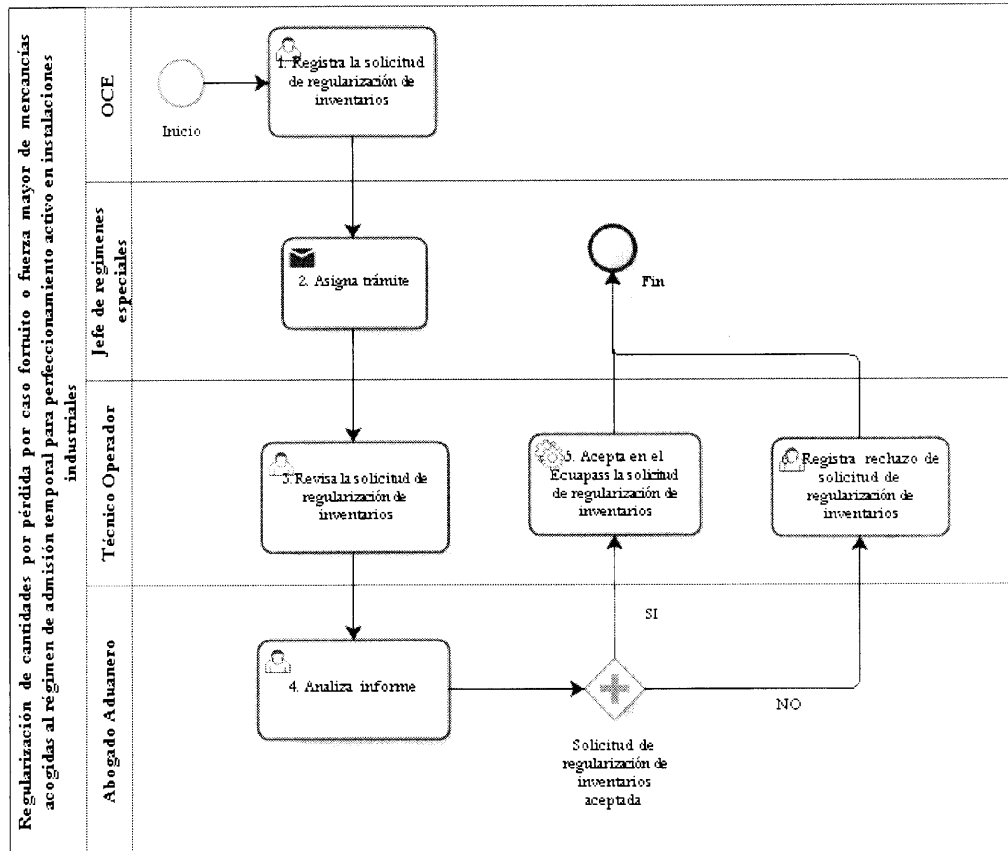 Regularización de cantidades por pérdida por caso fortuito o fuerza mayor de mercancías
acogidas al régimen de admisión temporal para perfeccionamiento activo en instalaciones
industriales
OCE
Inicio
1. Registra la solicitud
de regularización de
inventarios
Jefe de regimenes
especiales
2. Asigna trámite
Fin
Técnico Operador
3. Revisa la solicitud de
regularización de
inventarios
5. Acepta en el
Ecuapass la solicitud
de regularización de
inventarios
6. Registra rechazo de
solicitud de
regularización de
inventarios
Abogado Aduanero
4. Analiza informe
SI
NO
Solicitud de
regularización de
inventarios
aceptada